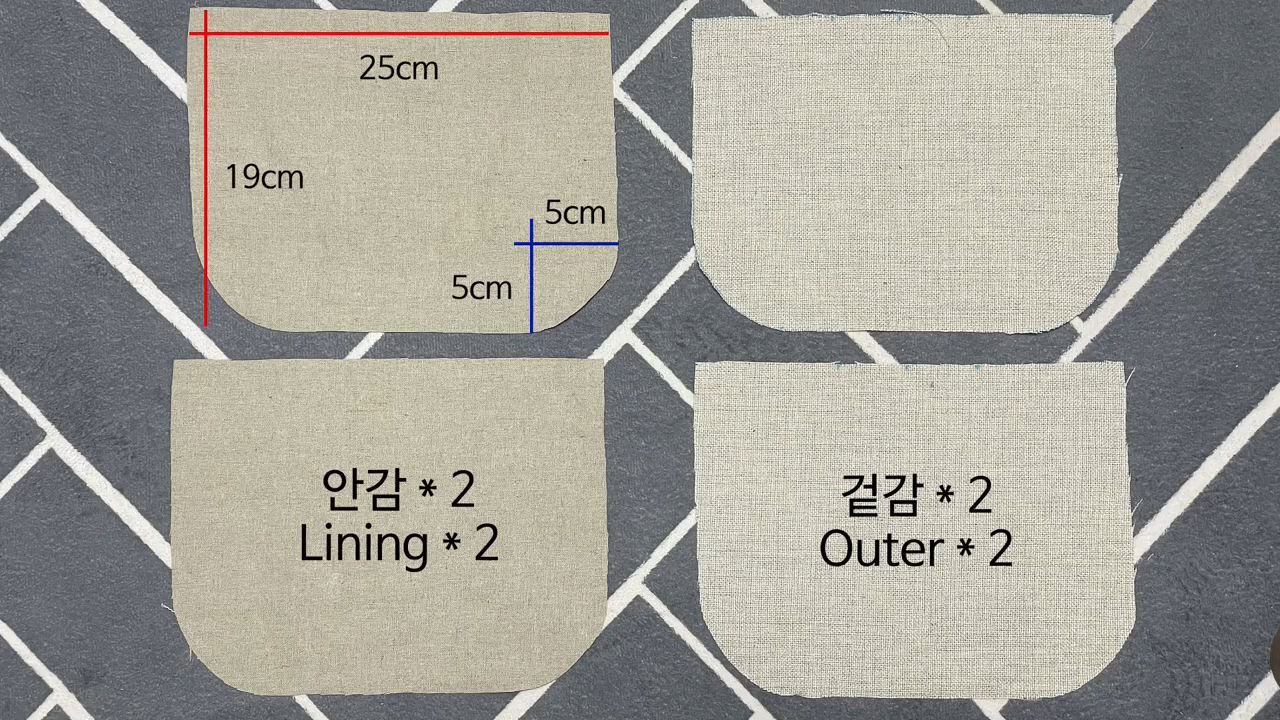 25cm
19cm
5cm
5cm
안감 * 2
Lining * 2
겉감 * 2
Outer * 2